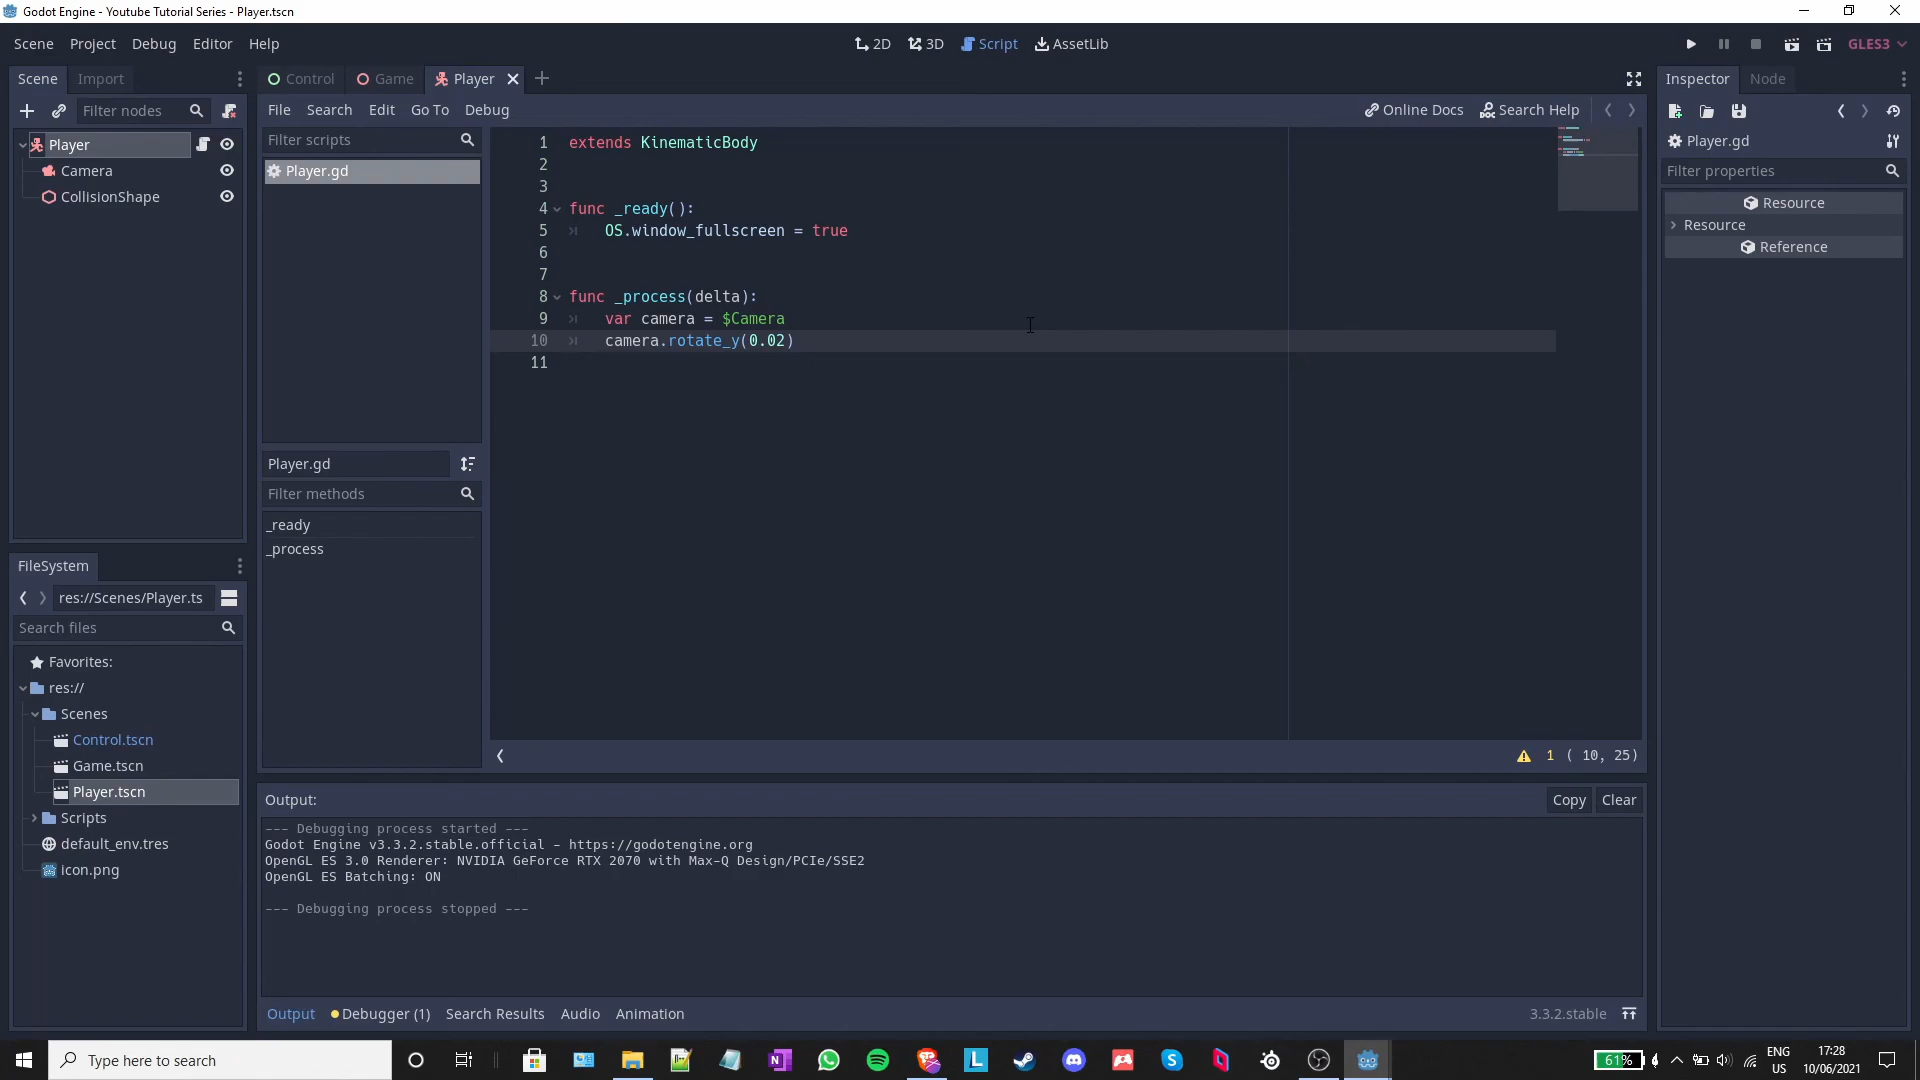 Godot Engine - Youtube Tutorial Series - Player.tscn
Scene Project Debug Editor Help
2D 3D Script AssetLib
GLES3
Scene Import
Filter nodes
Player
Camera
CollisionShape
FileSystem
res://Scenes/Player.ts
Search files
Favorites:
res://
Scenes
Control.tscn
Game.tscn
Player.tscn
Scripts
default_env.tres
icon.png
Control Game Player
File Search Edit Go To Debug
Online Docs Search Help
Filter scripts
Player.gd
Player.gd
Filter methods
_ready
_process
1 extends KinematicBody
2
3
4 func _ready():
5 OS.window_fullscreen = true
6
7
8 func _process(delta):
9 var camera = $Camera
10 camera.rotate_y(0.02)
11
1 ( 10, 25)
Output:
Copy Clear
--- Debugging process started ---
Godot Engine v3.3.2.stable.official - https://godotengine.org
OpenGL ES 3.0 Renderer: NVIDIA GeForce RTX 2070 with Max-Q Design/PCIe/SSE2
OpenGL ES Batching: ON
--- Debugging process stopped ---
Output Debugger (1) Search Results Audio Animation
3.3.2.stable
Inspector Node
Player.gd
Filter properties
Resource
Resource
Reference
Type here to search
61%
ENG
US
17:28
10/06/2021